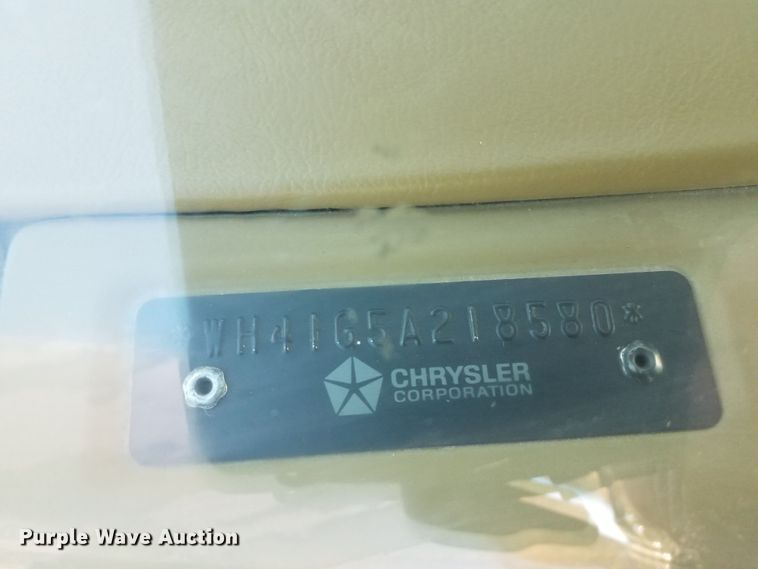 *WH41G5A218580*
CHRYSLER
CORPORATION
Purple Wave Auction